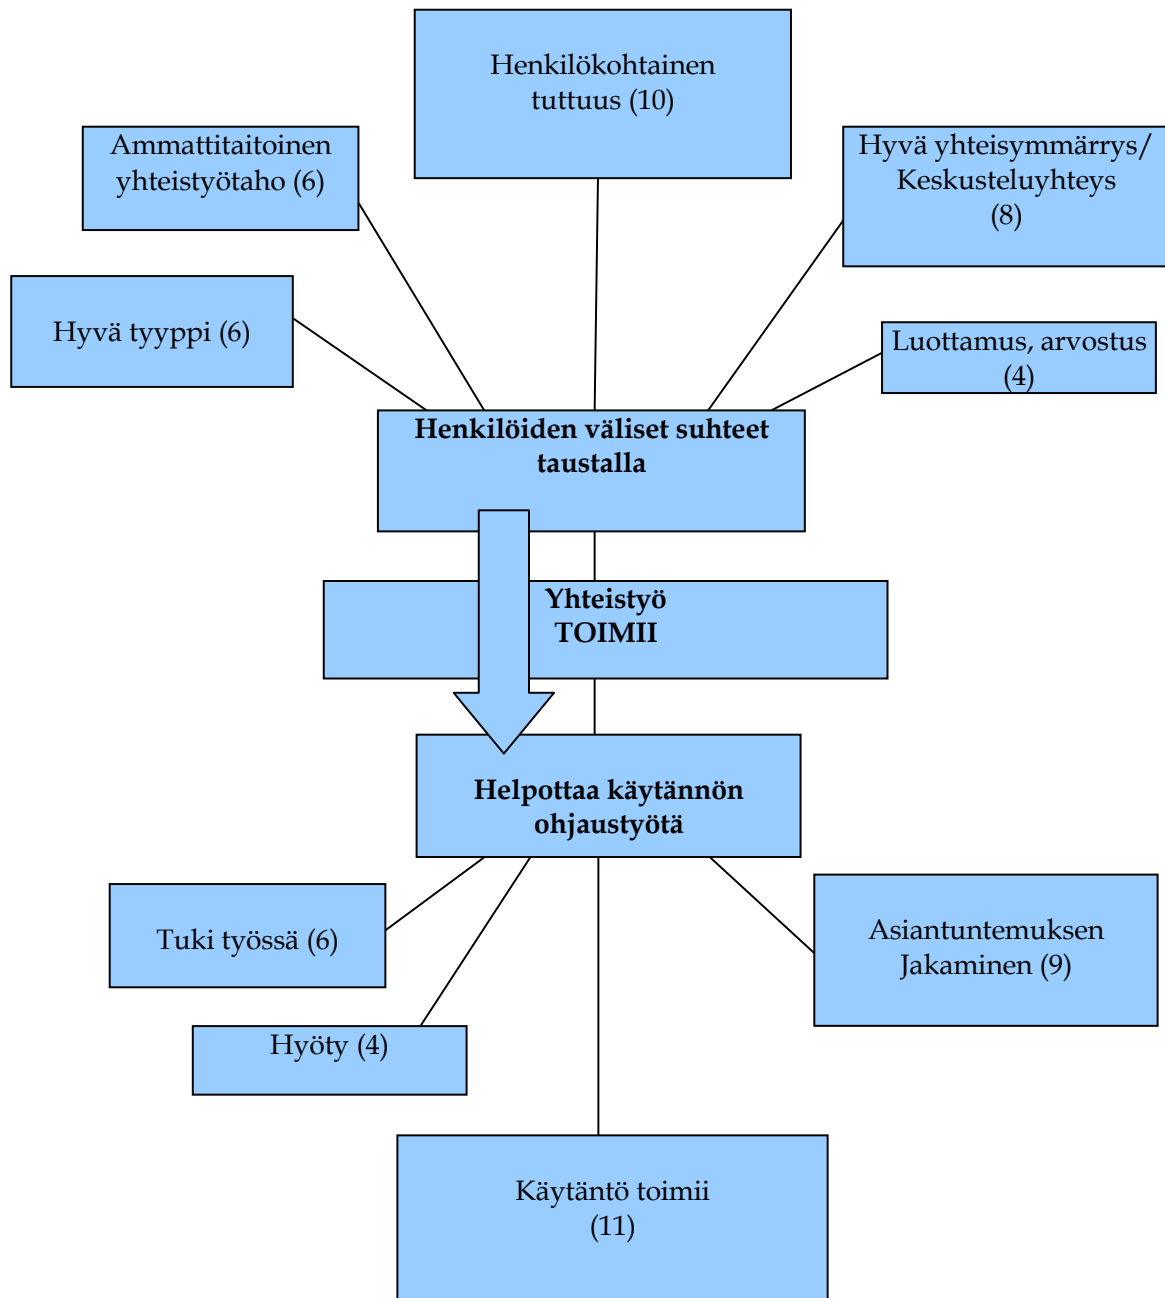 Henkilökohtainen
tuttuus (10)
Ammattitaitoinen
yhteistyötaho (6)
Hyvä yhteisymmärrys/
Keskusteluyhteys
(8)
Hyvä tyyppi (6)
Luottamus, arvostus
(4)
Henkilöiden väliset suhteet
taustalla
Yhteistyö
TOIMII
Helpottaa käytännön
ohjaustyötä
Tuki työssä (6)
Asiantuntemuksen
Jakaminen (9)
Hyöty (4)
Käytäntö toimii
(11)